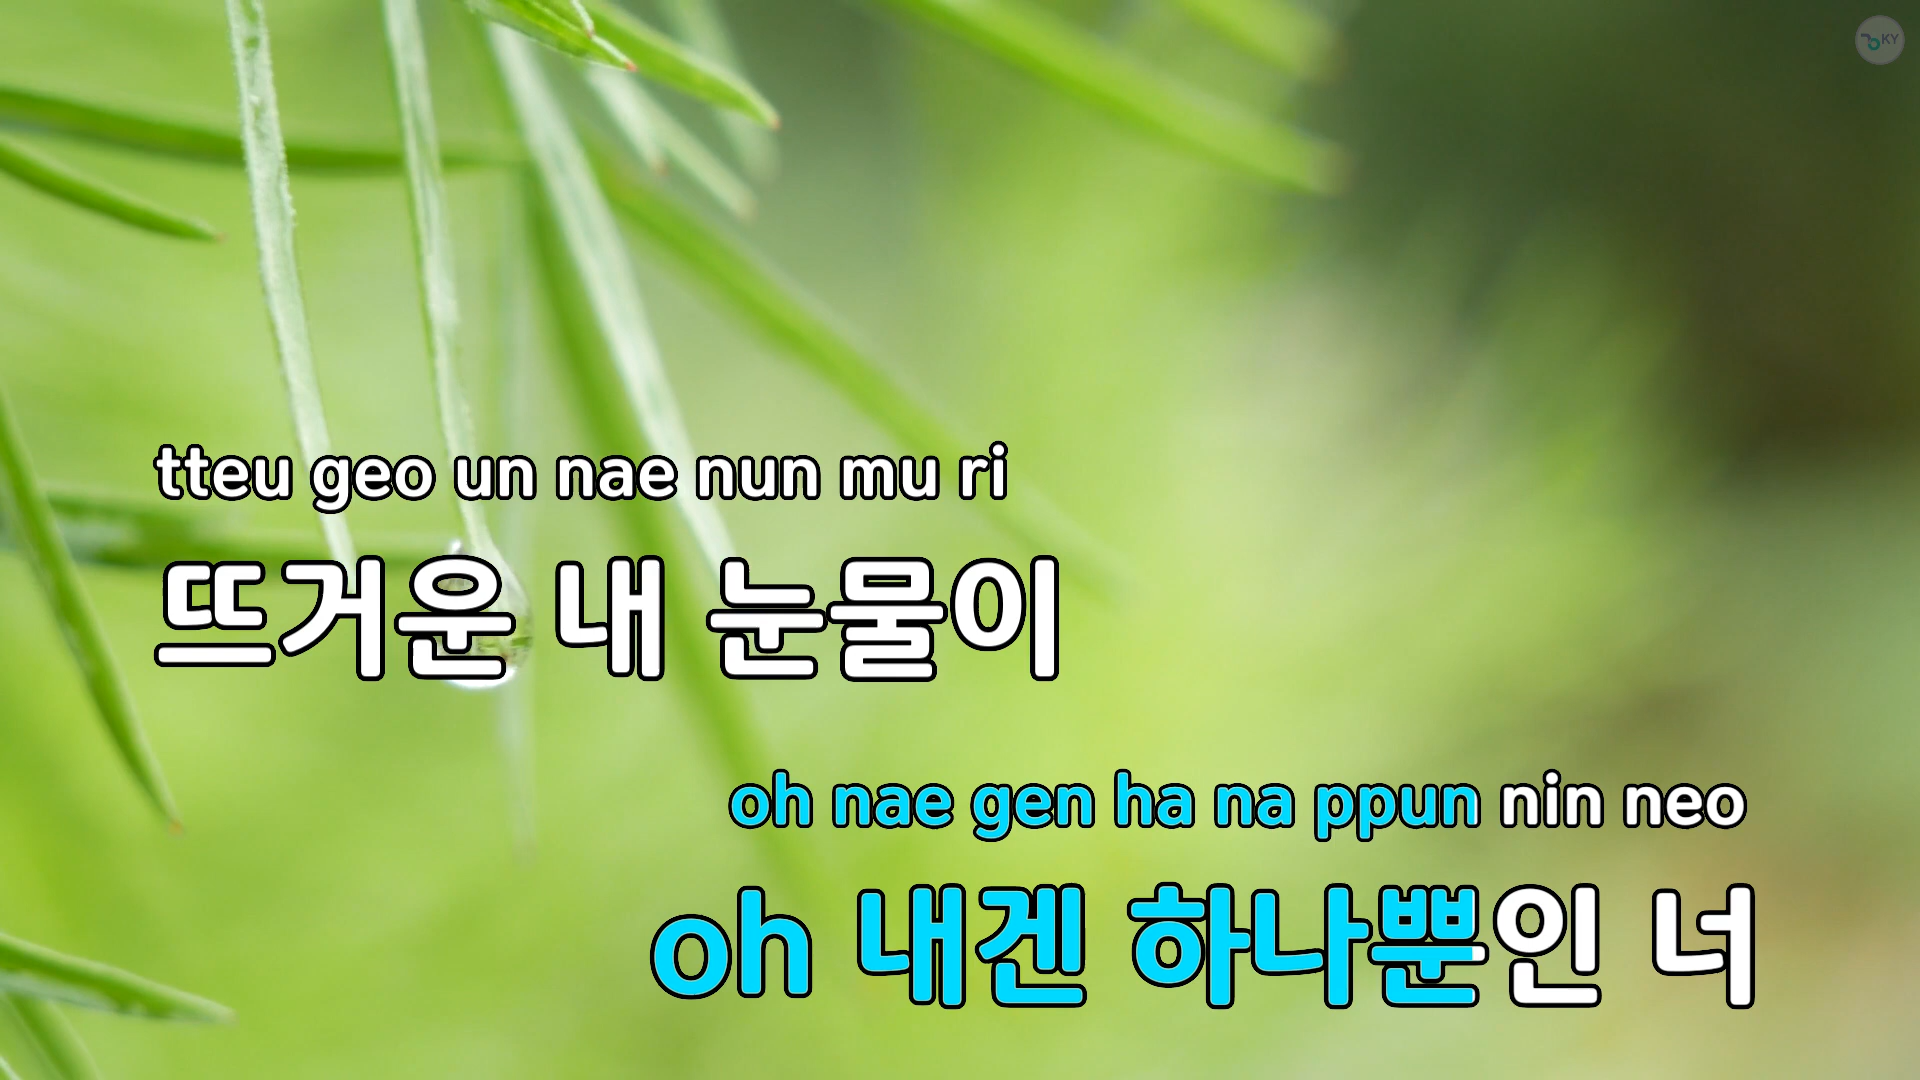 KY
tteu geo un nae nun mu ri
뜨거운 내 눈물이
oh nae gen ha na ppun nin neo
oh 내겐 하나뿐인 너